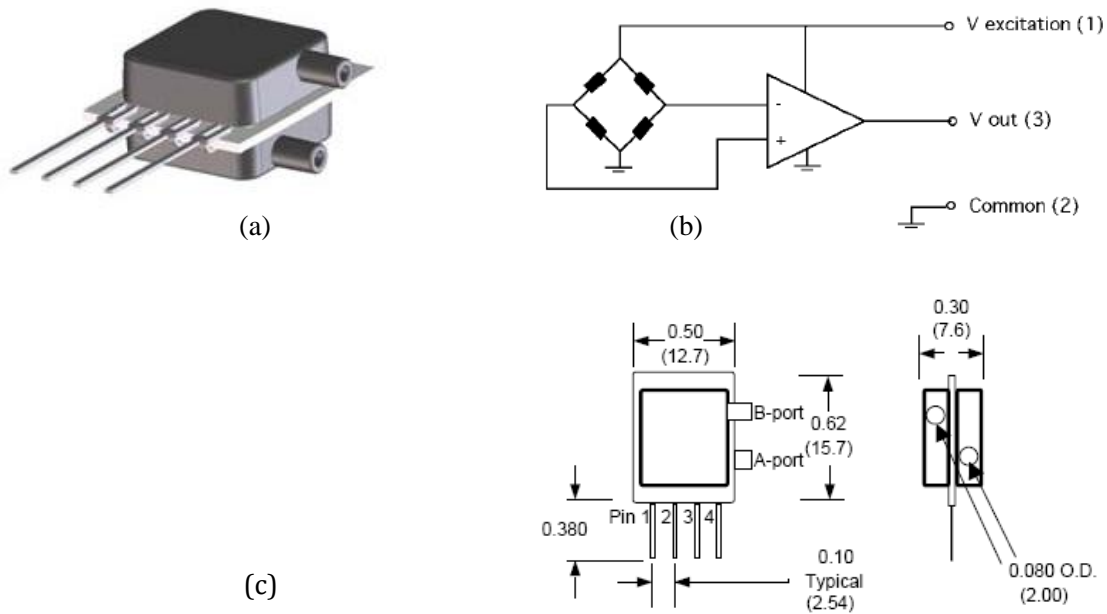 V excitation (1)
V out (3)
Common (2)
-
+
(a)
(b)
0.50
(12.7)
0.30
(7.6)
B-port
A-port
0.62
(15.7)
Pin 1 2 3 4
0.380
0.10
Typical
(2.54)
0.080 O.D.
(2.00)
(c)